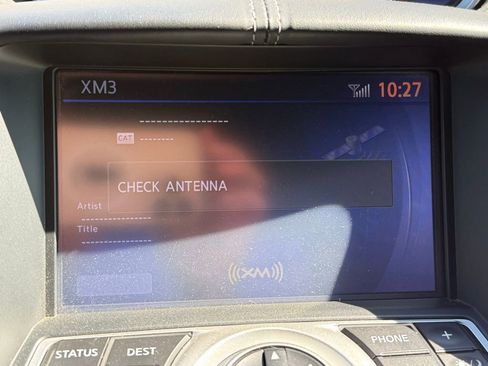 XM3 10:27
------------------
CAT --------
CHECK ANTENNA
Artist
--------------
Title
--------------
((XM))
STATUS DEST PHONE +